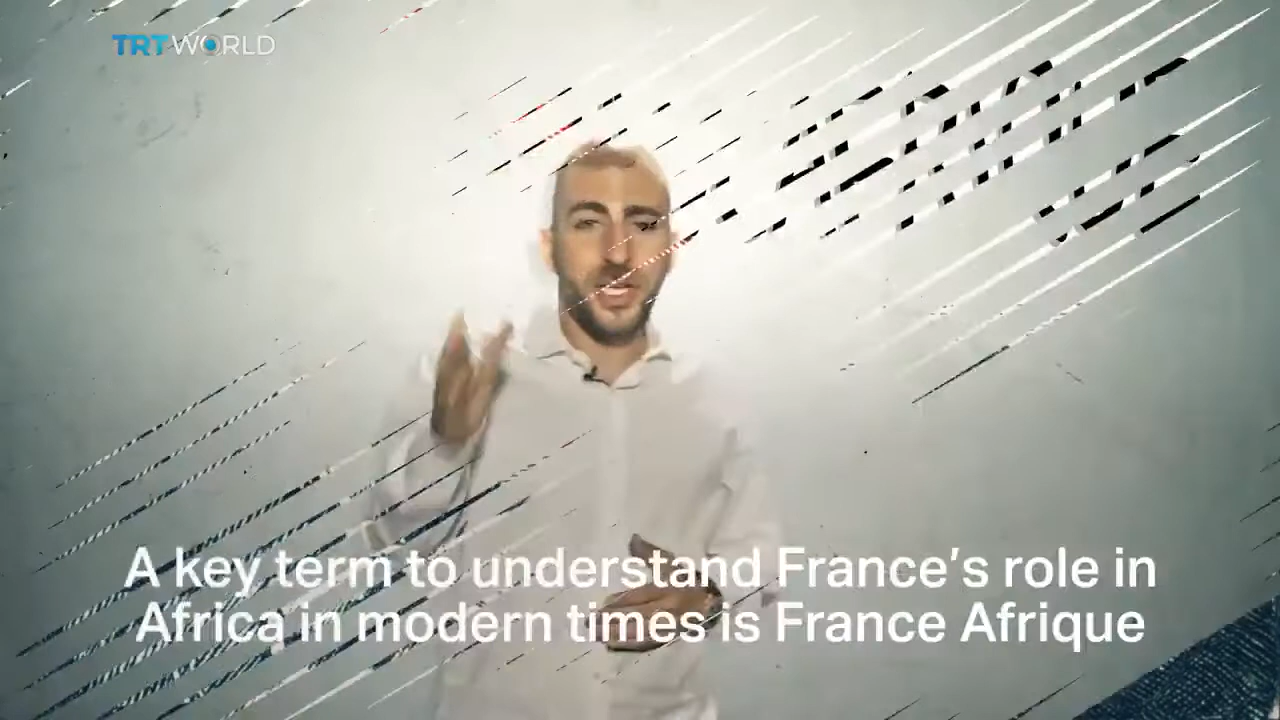 TRT WORLD
A key term to understand France's role in
Africa in modern times is France Afrique